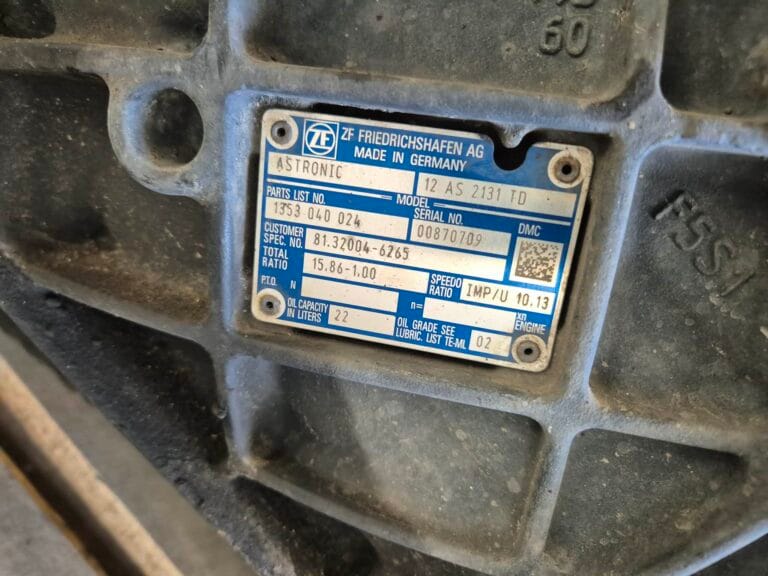 60
ZF FRIEDRICHSHAFEN AG
MADE IN GERMANY
ASTRONIC 12 AS 2131 TD
MODEL
PARTS LIST NO. SERIAL NO. DMC
1353 040 024 00870709
CUSTOMER SPEC. NO. 81.32004-6265
TOTAL RATIO 15.86-1.00 SPEEDO RATIO IMP/U 10.13
P.T.O. N n= xn ENGINE
OIL CAPACITY IN LITERS 22 OIL GRADE SEE LUBRIC. LIST TE-ML 02